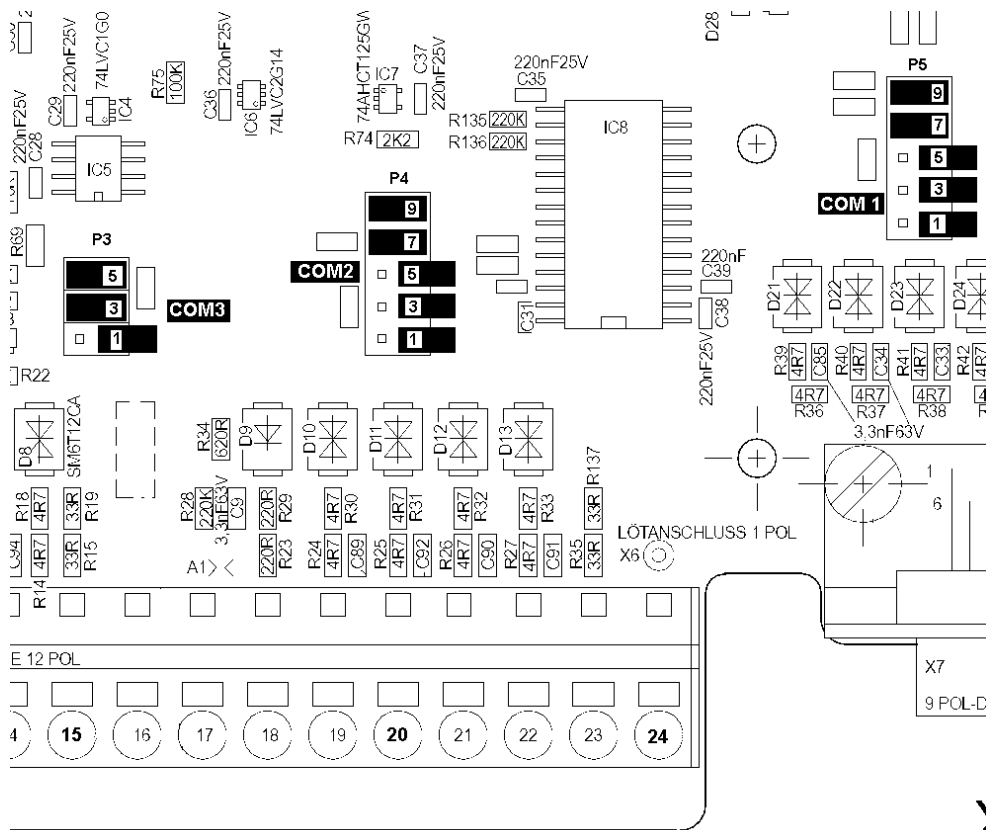 220nF25V
C28
C29
220nF25V
74LVC1G0
IC4
IC5
R75
100K
C36
220nF25V
IC6
74LVC2G14
74AHCT125GW
IC7
C37
220nF25V
R74
2K2
220nF25V
C35
R135
220K
R136
220K
IC8
D28
P5
9
7
5
3
1
COM 1
P4
9
7
5
3
1
COM2
P3
5
3
1
COM3
R69
R22
C31
220nF
C39
C38
220nF25V
D21
D22
D23
D24
R39
4R7
C85
R40
4R7
C34
R41
4R7
C33
R42
4R7
4R7
R36
4R7
R37
4R7
R38
3,3nF63V
D8
SM6T12CA
R34
620R
D9
D10
D11
D12
D13
R137
33R
R18
4R7
33R
R19
R28
220K
3,3nF63V
C9
220R
R29
4R7
R30
4R7
R31
4R7
R32
4R7
R33
C94
4R7
33R
R15
R14
A1
220R
R23
R24
4R7
C89
R25
4R7
C92
R26
4R7
C90
R27
4R7
C91
R35
33R
LÖTANSCHLUSS 1 POL
X6
1
6
X7
9 POL-D
E 12 POL
4
15
16
17
18
19
20
21
22
23
24